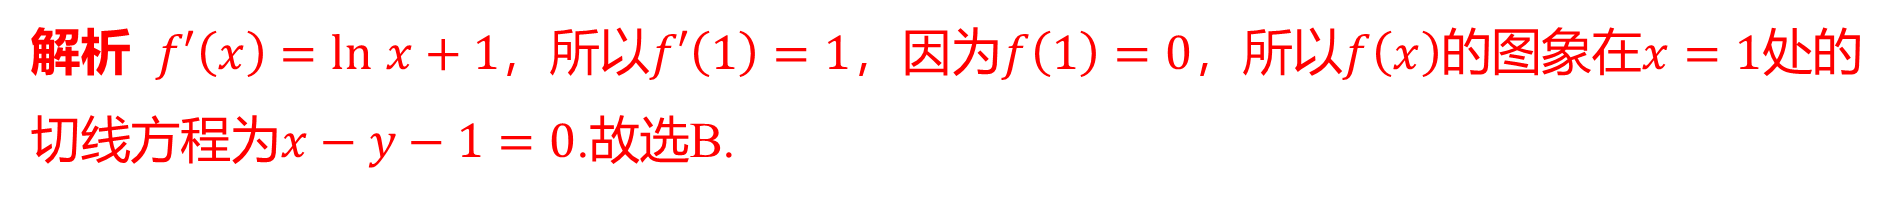 解析 f′(x) = ln x + 1，所以f′(1) = 1，因为f(1) = 0，所以f(x)的图象在x = 1处的
切线方程为x − y − 1 = 0.故选B.